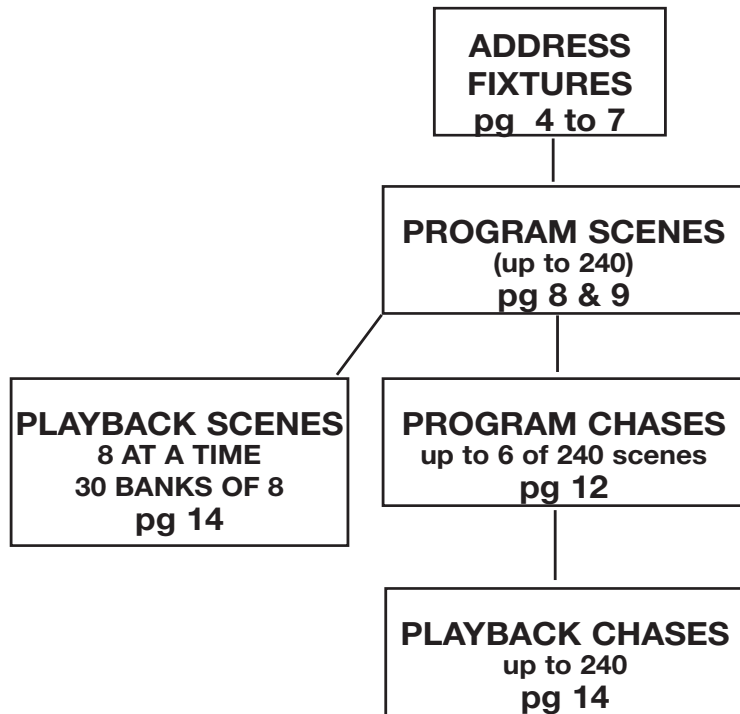 ADDRESS
FIXTURES
pg 4 to 7
PROGRAM SCENES
(up to 240)
pg 8 & 9
PLAYBACK SCENES
8 AT A TIME
30 BANKS OF 8
pg 14
PROGRAM CHASES
up to 6 of 240 scenes
pg 12
PLAYBACK CHASES
up to 240
pg 14